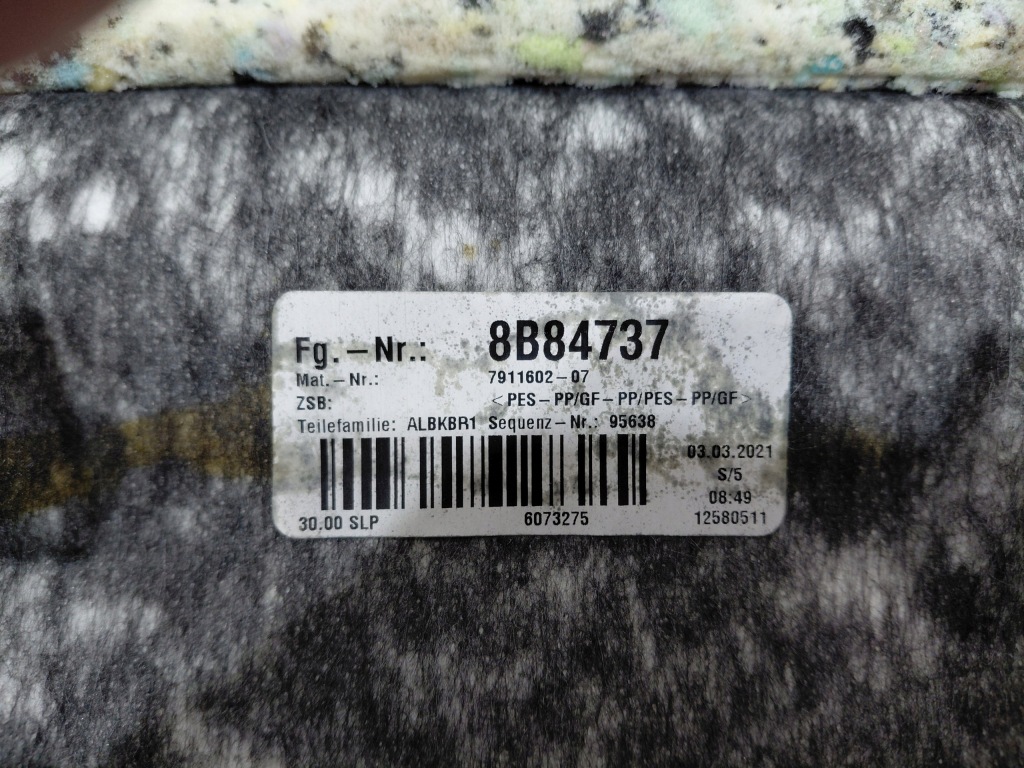 Fg.-Nr.: 8B84737
Mat.-Nr.: 7911602-07
ZSB: <PES-PP/GF-PP/PES-PP/GF>
Teilefamilie: ALBKBR1 Sequenz-Nr.: 95638
03.03.2021
S/5
08:49
30.00 SLP 6073275 12580511